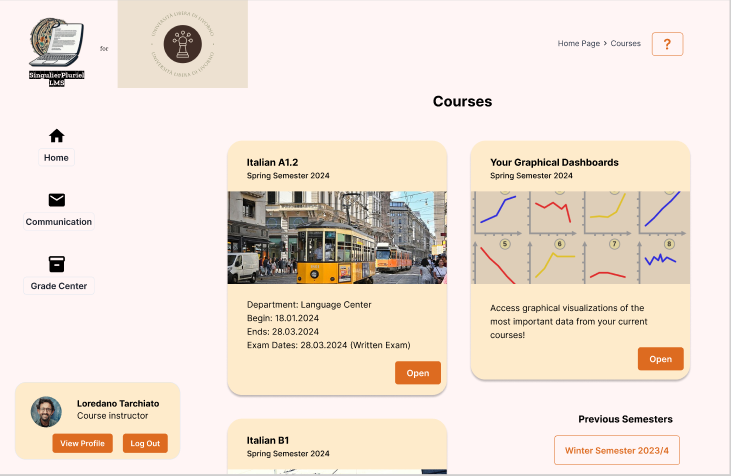 SingulierPluriel
LMS
for
Home Page > Courses
?
Courses
Home
Communication
Grade Center
Italian A1.2
Spring Semester 2024
Department: Language Center
Begin: 18.01.2024
Ends: 28.03.2024
Exam Dates: 28.03.2024 (Written Exam)
Open
Your Graphical Dashboards
Spring Semester 2024
5
6
7
8
Access graphical visualizations of the
most important data from your current
courses!
Open
Italian B1
Spring Semester 2024
Previous Semesters
Winter Semester 2023/4
Loredano Tarchiato
Course instructor
View Profile
Log Out